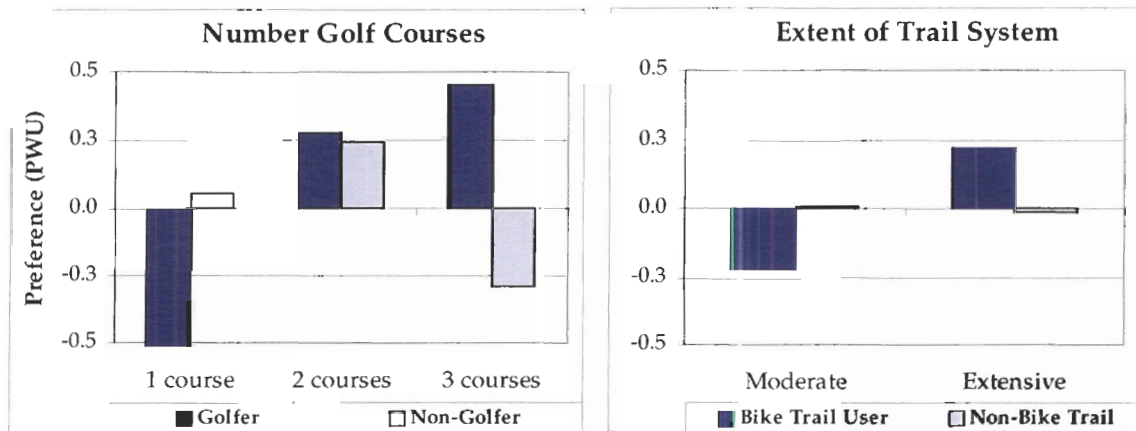 Number Golf Courses
Preference (PWU)
0.5
0.3
0.0
-0.3
-0.5
1 course 2 courses 3 courses
Golfer Non-Golfer
Extent of Trail System
0.5
0.3
0.0
-0.3
-0.5
Moderate Extensive
Bike Trail User Non-Bike Trail